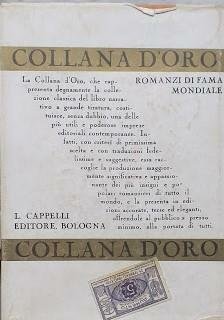 COLLANA D'ORO
La Collana d'Oro, che rap-
presenta degnamente la colle-
zione classica del libro narra-
tivo a grande tiratura, costi-
tuisce, senza dubbio, una delle
più utili e poderose imprese
editoriali contemporanee. In-
fatti, con criteri di primissima
scelta e con traduzioni fede-
lissime e suggestive, essa rac-
coglie la produzione maggior-
mente significativa e appassio-
nante dei più insigni e po-
polari romanzieri di tutto il
mondo, e la presenta in edi-
zioni accurate, terse ed eleganti,
offrendole al pubblico a prezzo
minimo, alla portata di tutti.
ROMANZI DI FAMA
MONDIALE
L. CAPPELLI
EDITORE, BOLOGNA
COLLANA D'ORO
5